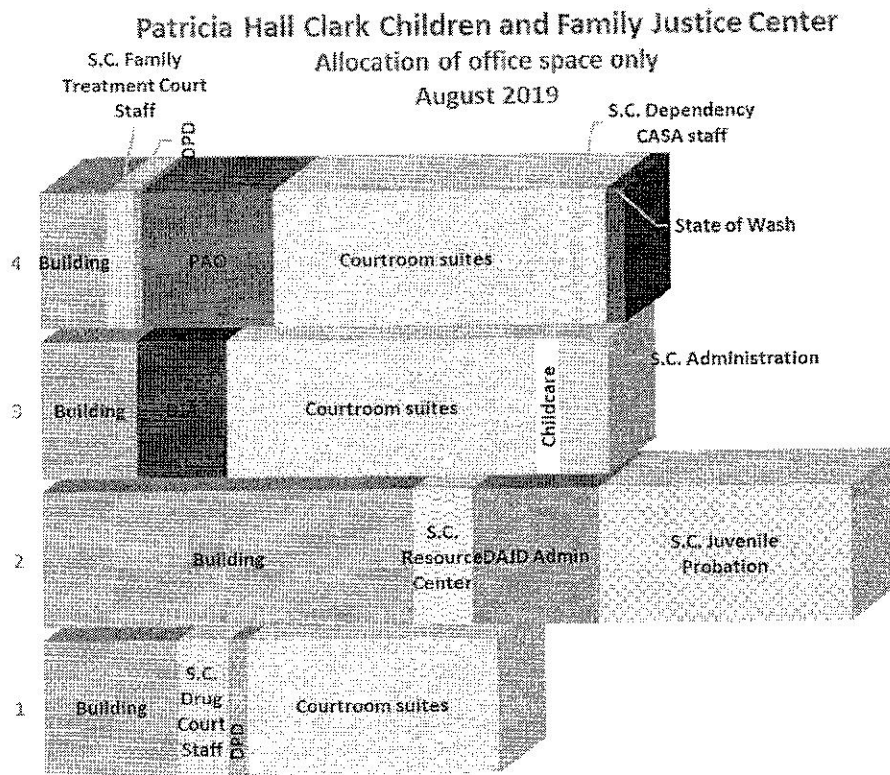 Patricia Hall Clark Children and Family Justice Center
Allocation of office space only
August 2019
S.C. Family
Treatment Court
Staff
DPD
S.C. Dependency
CASA staff
State of Wash
4
Building
PAO
Courtroom suites
3
Building
Courtroom suites
Childcare
S.C. Administration
2
Building
S.C.
Resource
Center
DAJD Admin
S.C. Juvenile
Probation
1
Building
S.C.
Drug
Court
Staff
DPD
Courtroom suites